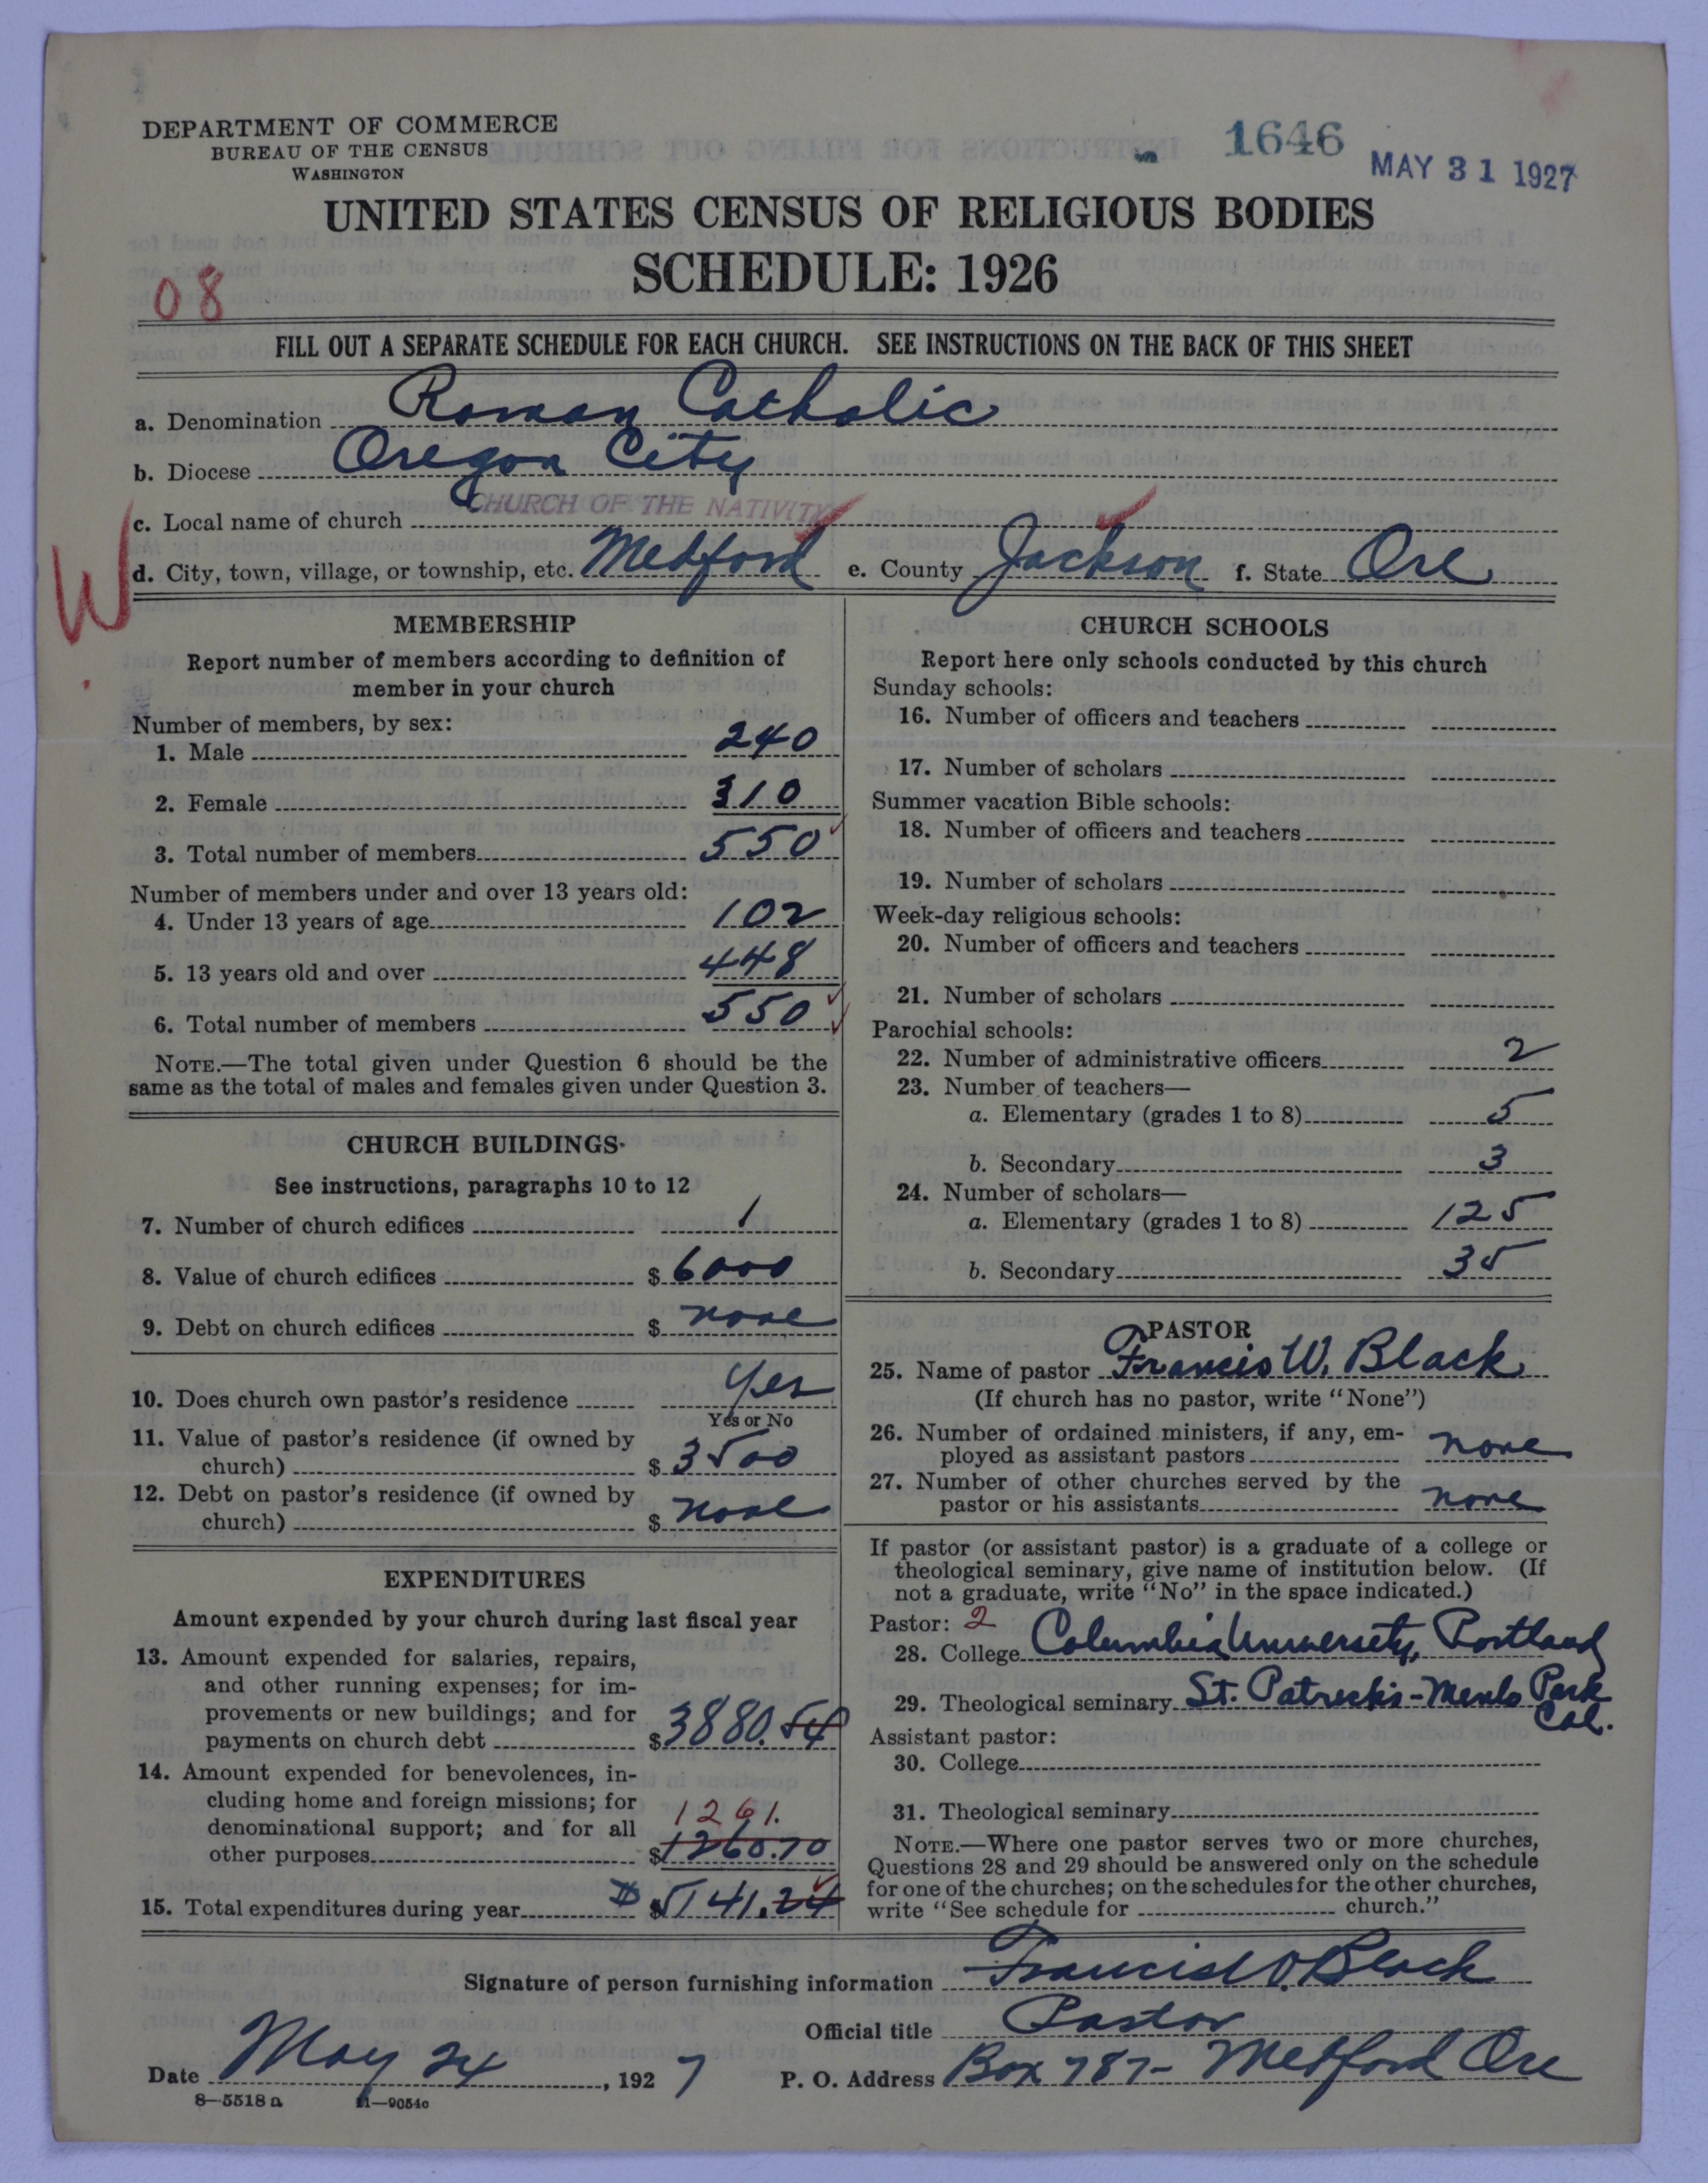 DEPARTMENT OF COMMERCE
BUREAU OF THE CENSUS
WASHINGTON
1646
MAY 31 1927
UNITED STATES CENSUS OF RELIGIOUS BODIES
SCHEDULE: 1926
08
FILL OUT A SEPARATE SCHEDULE FOR EACH CHURCH. SEE INSTRUCTIONS ON THE BACK OF THIS SHEET
a. Denomination Roman Catholic
b. Diocese Oregon City
c. Local name of church CHURCH OF THE NATIVITY
d. City, town, village, or township, etc. Medford e. County Jackson f. State Ore
W
MEMBERSHIP
Report number of members according to definition of
member in your church
Number of members, by sex:
1. Male 240
2. Female 310
3. Total number of members 550
Number of members under and over 13 years old:
4. Under 13 years of age 102
5. 13 years old and over 448
6. Total number of members 550
NOTE.—The total given under Question 6 should be the
same as the total of males and females given under Question 3.
CHURCH BUILDINGS
See instructions, paragraphs 10 to 12
7. Number of church edifices 1
8. Value of church edifices $ 6000
9. Debt on church edifices $ none
10. Does church own pastor's residence Yes
Yes or No
11. Value of pastor's residence (if owned by
church) $ 3500
12. Debt on pastor's residence (if owned by
church) $ none
EXPENDITURES
Amount expended by your church during last fiscal year
13. Amount expended for salaries, repairs,
and other running expenses; for im-
provements or new buildings; and for
payments on church debt $ 3880.54
14. Amount expended for benevolences, in-
cluding home and foreign missions; for
denominational support; and for all
1261.
other purposes $ 1260.70
15. Total expenditures during year $ 5141.24
CHURCH SCHOOLS
Report here only schools conducted by this church
Sunday schools:
16. Number of officers and teachers
17. Number of scholars
Summer vacation Bible schools:
18. Number of officers and teachers
19. Number of scholars
Week-day religious schools:
20. Number of officers and teachers
21. Number of scholars
Parochial schools:
22. Number of administrative officers 2
23. Number of teachers—
a. Elementary (grades 1 to 8) 5
b. Secondary 3
24. Number of scholars—
a. Elementary (grades 1 to 8) 125
b. Secondary 35
PASTOR
25. Name of pastor Francis W. Black
(If church has no pastor, write "None")
26. Number of ordained ministers, if any, em-
ployed as assistant pastors none
27. Number of other churches served by the
pastor or his assistants none
If pastor (or assistant pastor) is a graduate of a college or
theological seminary, give name of institution below. (If
not a graduate, write "No" in the space indicated.)
Pastor: 2
28. College Columbia University, Portland
29. Theological seminary St. Patrick's - Menlo Park
Cal.
Assistant pastor:
30. College
31. Theological seminary
NOTE.—Where one pastor serves two or more churches,
Questions 28 and 29 should be answered only on the schedule
for one of the churches; on the schedules for the other churches,
write "See schedule for church."
Signature of person furnishing information Francis W. Black
Official title Pastor
Date May 24, 1927 P. O. Address Box 787 - Medford Ore
8—5518 a 11—9054c